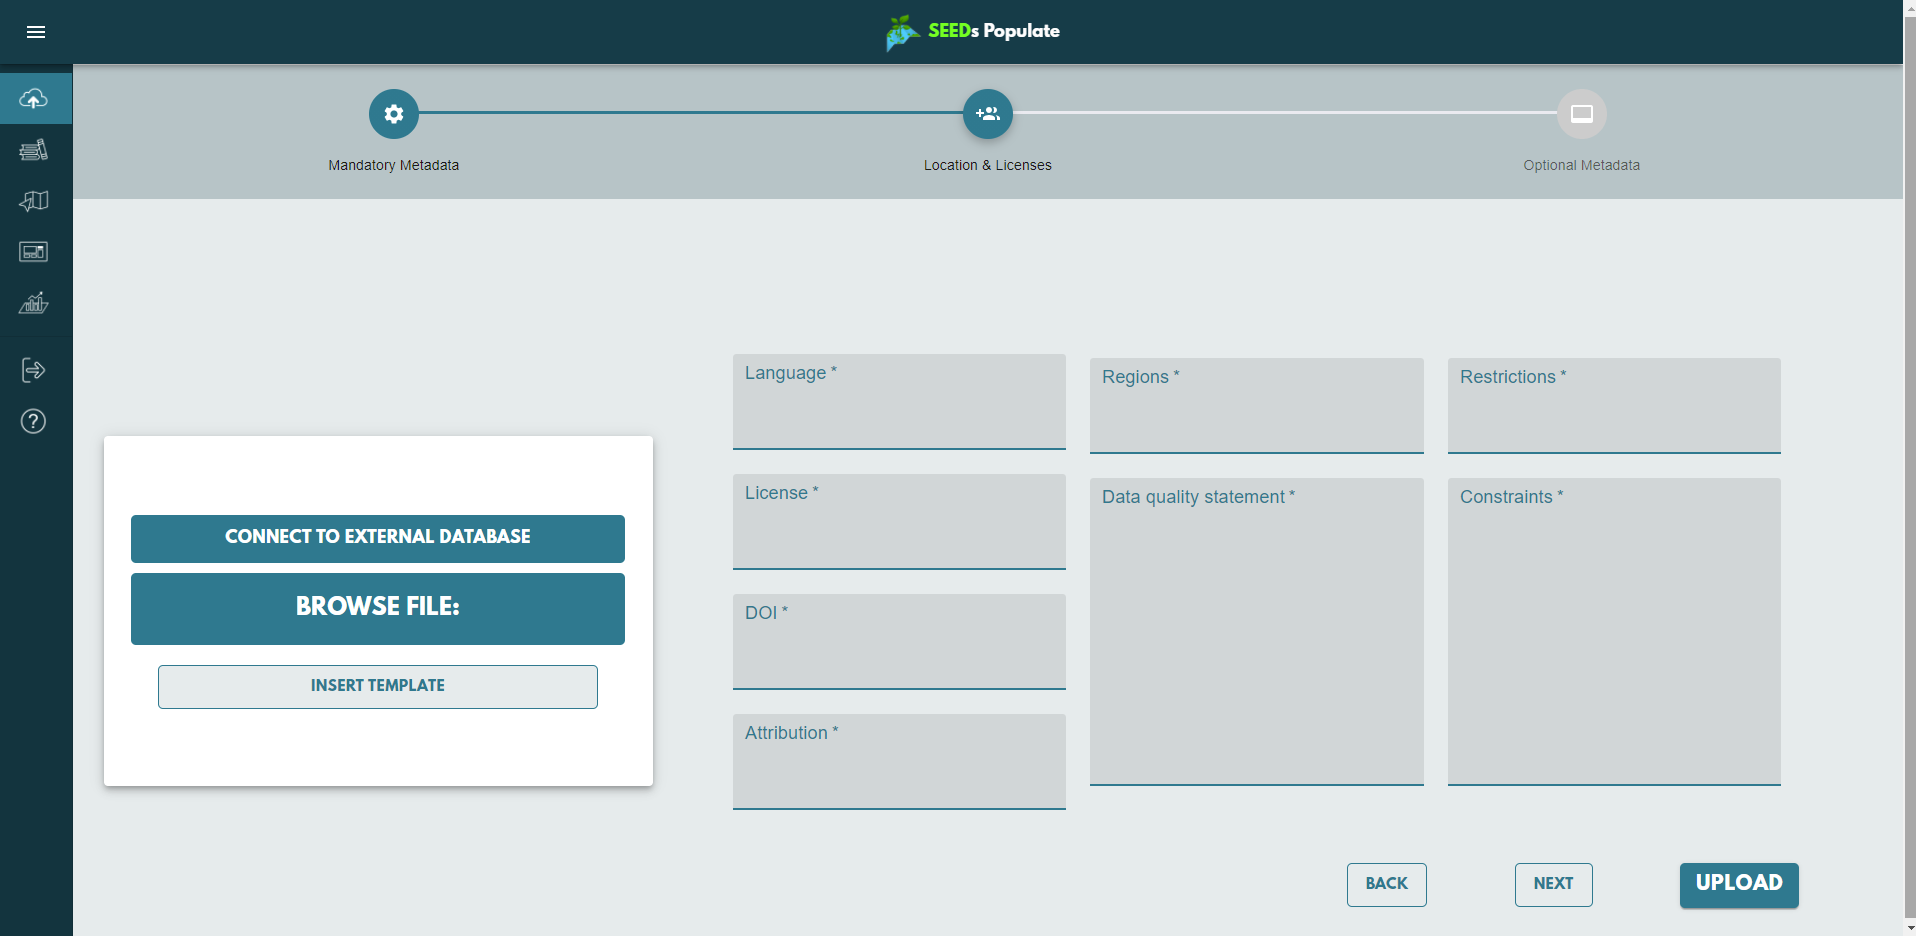 SEEDs Populate
Mandatory Metadata
Location & Licenses
Optional Metadata
Language *
Regions *
Restrictions *
License *
Data quality statement *
Constraints *
CONNECT TO EXTERNAL DATABASE
BROWSE FILE:
DOI *
INSERT TEMPLATE
Attribution *
BACK
NEXT
UPLOAD